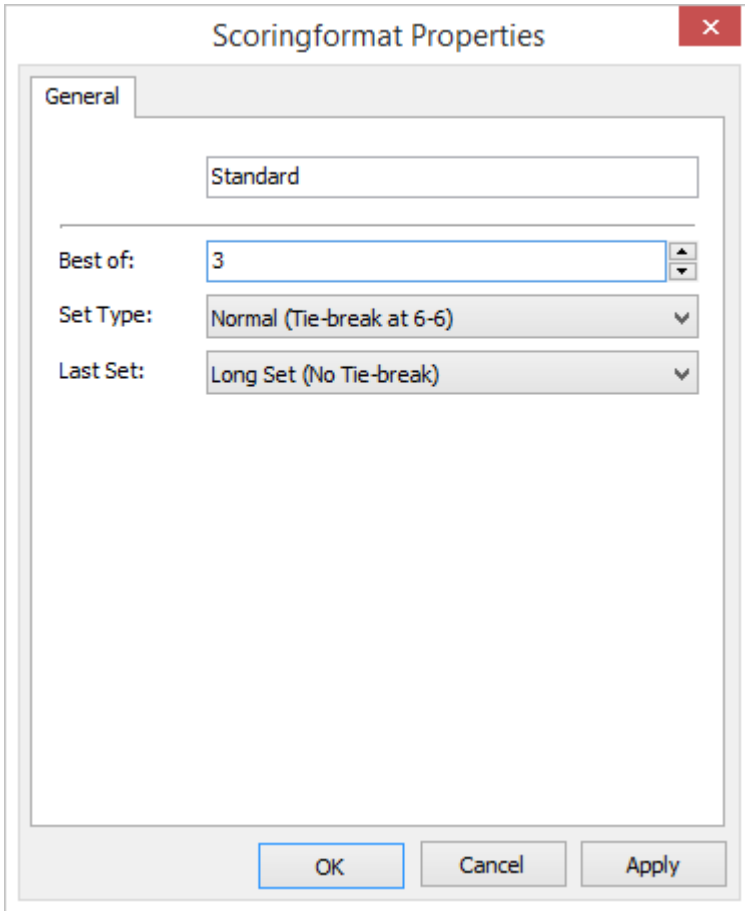 Scoringformat Properties
General
Standard
Best of: 3
Set Type: Normal (Tie-break at 6-6)
Last Set: Long Set (No Tie-break)
OK Cancel Apply